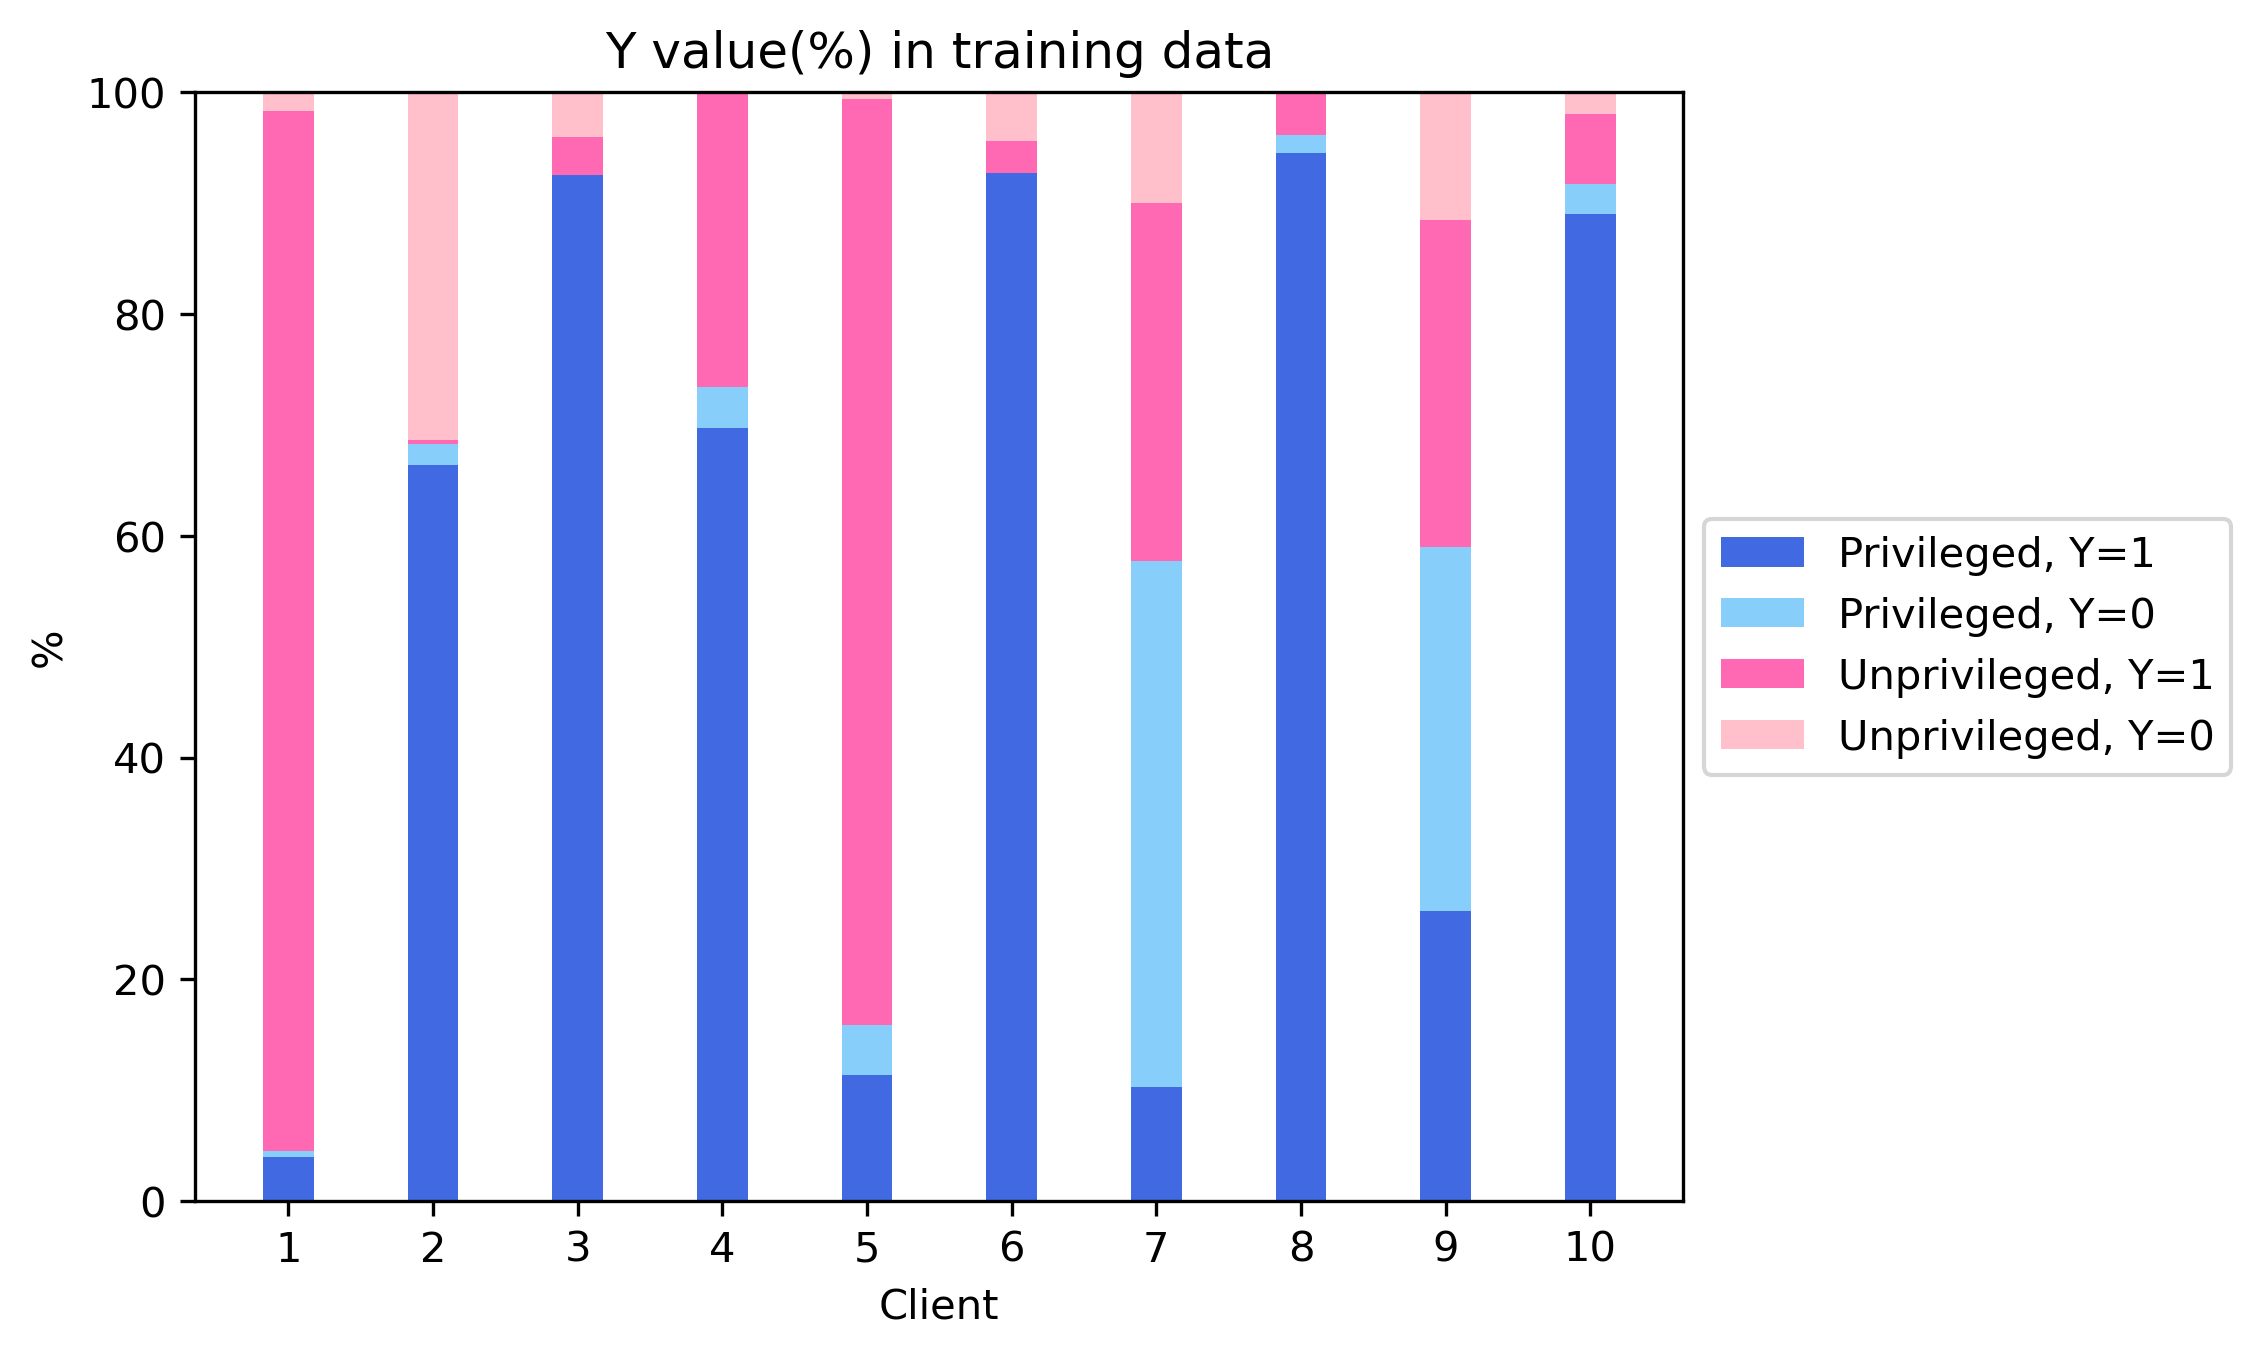 Y value(%) in training data
100
80
60
40
20
0
%
1 2 3 4 5 6 7 8 9 10
Client
Privileged, Y=1
Privileged, Y=0
Unprivileged, Y=1
Unprivileged, Y=0